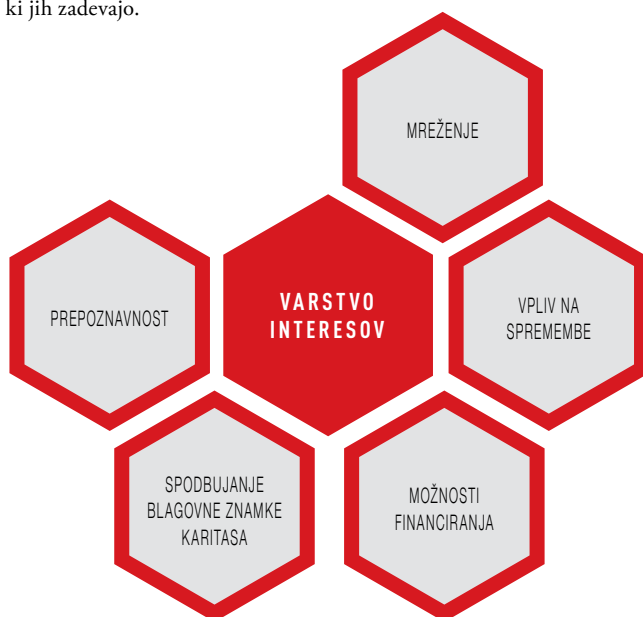 ki jih zadevajo.
MREŽENJE
PREPOZNAVNOST
VARSTVO
INTERESOV
VPLIV NA
SPREMEMBE
SPODBUJANJE
BLAGOVNE ZNAMKE
KARITASA
MOŽNOSTI
FINANCIRANJA